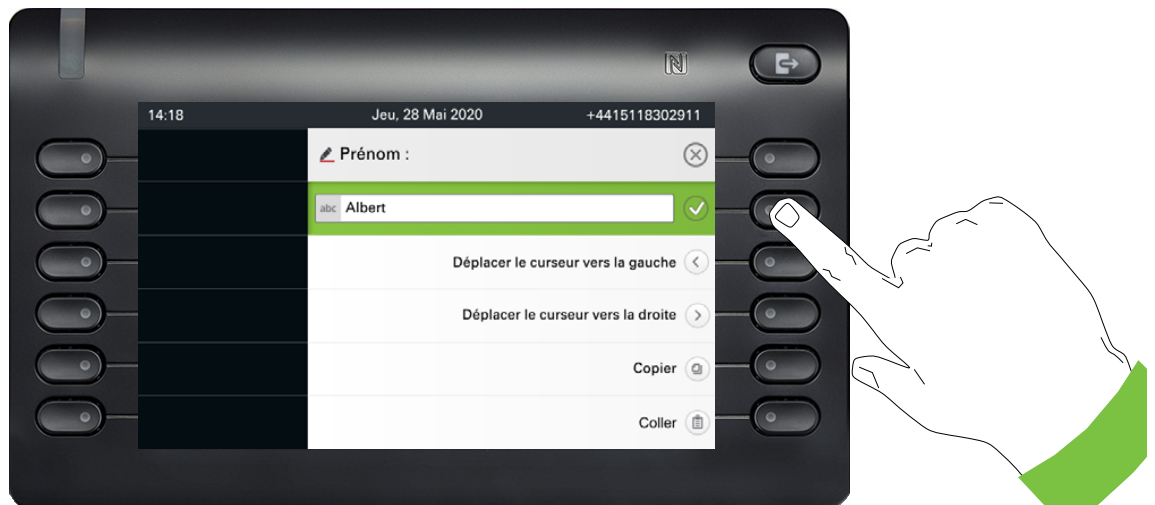 14:18 Jeu, 28 Mai 2020 +4415118302911
Prénom :
abc Albert
Déplacer le curseur vers la gauche
Déplacer le curseur vers la droite
Copier
Coller